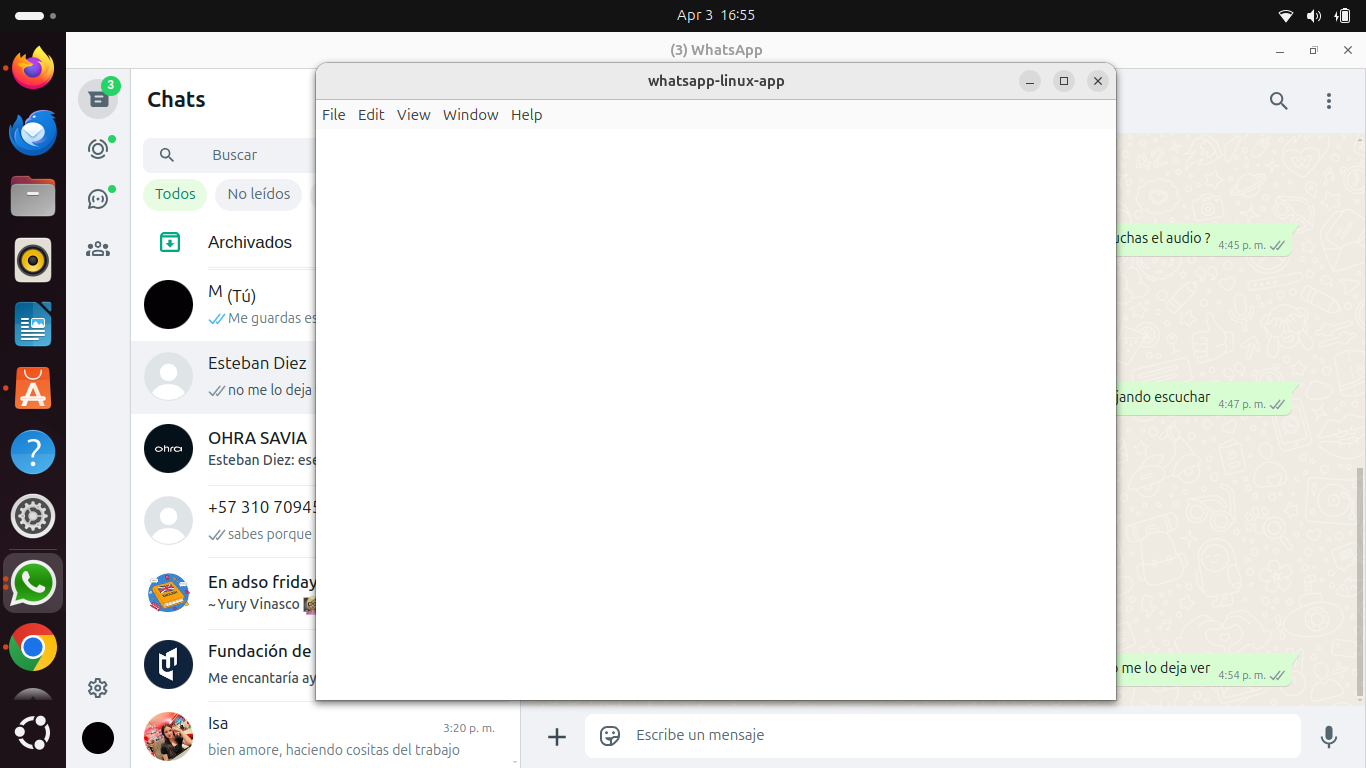 Apr 3 16:55
(3) WhatsApp
whatsapp-linux-app
File Edit View Window Help
3
Chats
Buscar
Todos
No leídos
Archivados
M (Tú)
Me guardas es
Esteban Diez
no me lo deja
OHRA SAVIA
Esteban Diez: ese
ohra
+57 310 70945
sabes porque
En adso friday
~ Yury Vinasco
Fundación de
Me encantaría ay
Isa
3:20 p. m.
bien amore, haciendo cositas del trabajo
uchas el audio ?
4:45 p. m.
jando escuchar
4:47 p. m.
o me lo deja ver
4:54 p. m.
Escribe un mensaje